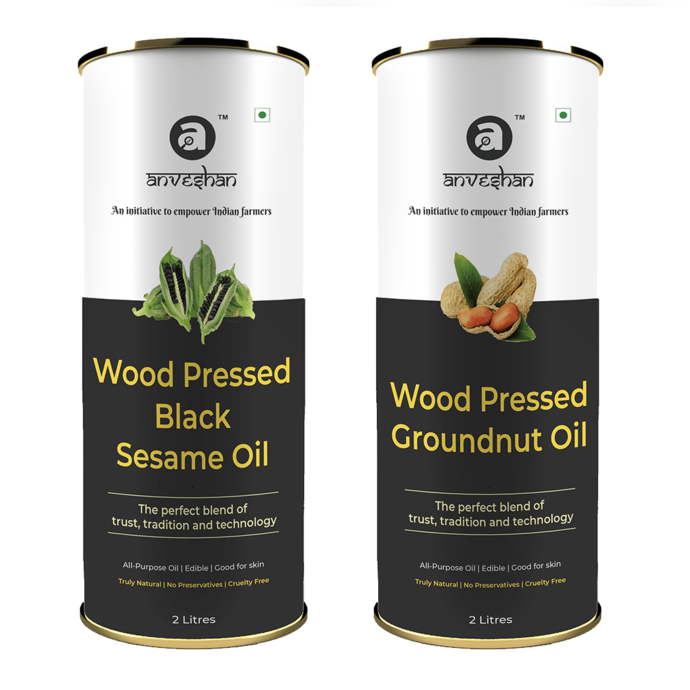 TM
a
anveshan
An initiative to empower Indian farmers
Wood Pressed
Black
Sesame Oil
The perfect blend of
trust, tradition and technology
All-Purpose Oil | Edible | Good for skin
Truly Natural | No Preservatives | Cruelty Free
2 Litres
TM
a
anveshan
An initiative to empower Indian farmers
Wood Pressed
Groundnut Oil
The perfect blend of
trust, tradition and technology
All-Purpose Oil | Edible | Good for skin
Truly Natural | No Preservatives | Cruelty Free
2 Litres